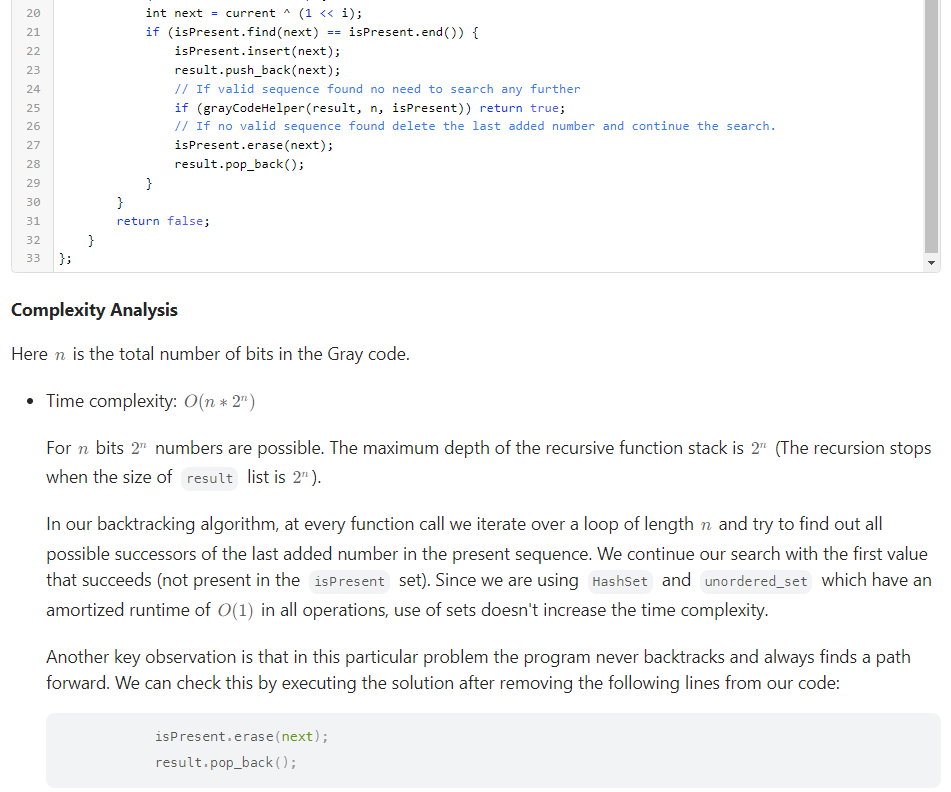 20 int next = current ^ (1 << i);
21 if (isPresent.find(next) == isPresent.end()) {
22 isPresent.insert(next);
23 result.push_back(next);
24 // If valid sequence found no need to search any further
25 if (grayCodeHelper(result, n, isPresent)) return true;
26 // If no valid sequence found delete the last added number and continue the search.
27 isPresent.erase(next);
28 result.pop_back();
29 }
30 }
31 return false;
32 }
33 };
Complexity Analysis
Here n is the total number of bits in the Gray code.
• Time complexity: O(n ∗ 2ⁿ)
For n bits 2ⁿ numbers are possible. The maximum depth of the recursive function stack is 2ⁿ (The recursion stops
when the size of result list is 2ⁿ).
In our backtracking algorithm, at every function call we iterate over a loop of length n and try to find out all
possible successors of the last added number in the present sequence. We continue our search with the first value
that succeeds (not present in the isPresent set). Since we are using HashSet and unordered_set which have an
amortized runtime of O(1) in all operations, use of sets doesn't increase the time complexity.
Another key observation is that in this particular problem the program never backtracks and always finds a path
forward. We can check this by executing the solution after removing the following lines from our code:
isPresent.erase(next);
result.pop_back();